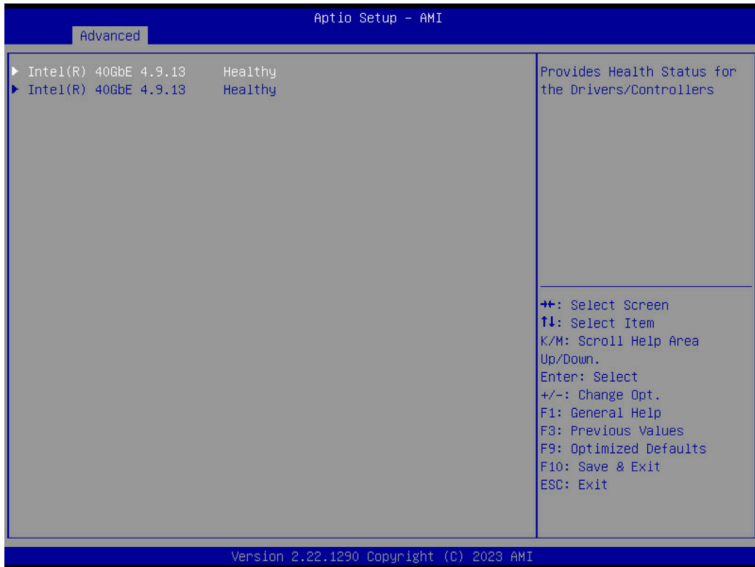 Aptio Setup – AMI
Advanced
▶ Intel(R) 40GbE 4.9.13 Healthy
▶ Intel(R) 40GbE 4.9.13 Healthy
Provides Health Status for
the Drivers/Controllers
→←: Select Screen
↑↓: Select Item
K/M: Scroll Help Area
Up/Down.
Enter: Select
+/-: Change Opt.
F1: General Help
F3: Previous Values
F9: Optimized Defaults
F10: Save & Exit
ESC: Exit
Version 2.22.1290 Copyright (C) 2023 AMI